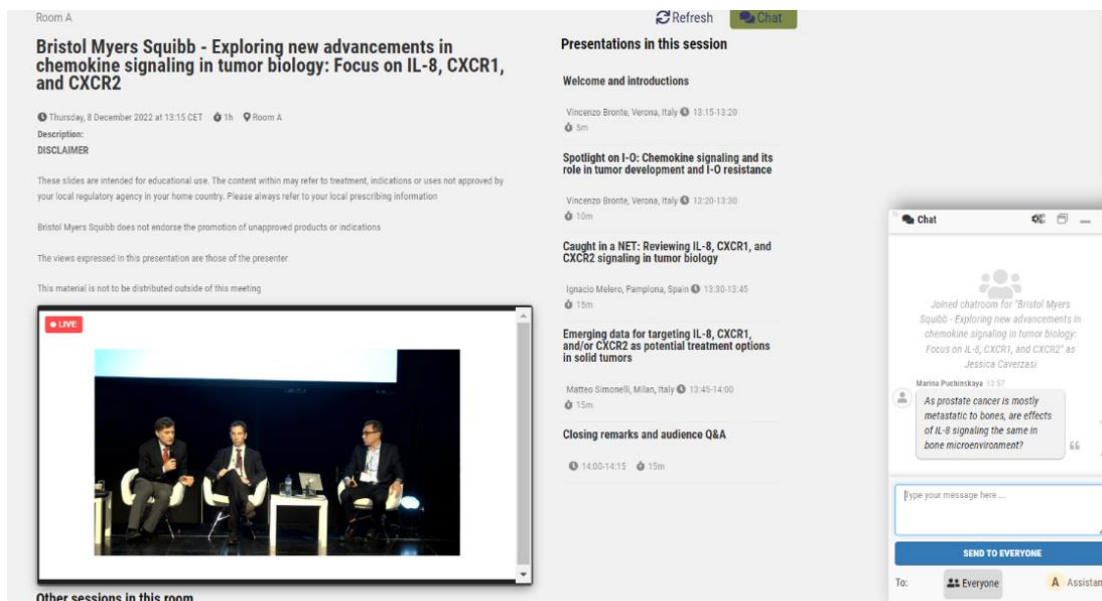 Room A
Refresh
Chat
Bristol Myers Squibb - Exploring new advancements in
chemokine signaling in tumor biology: Focus on IL-8, CXCR1,
and CXCR2
Thursday, 8 December 2022 at 13:15 CET 1h Room A
Description:
DISCLAIMER
These slides are intended for educational use. The content within may refer to treatment, indications or uses not approved by
your local regulatory agency in your home country. Please always refer to your local prescribing information
Bristol Myers Squibb does not endorse the promotion of unapproved products or indications
The views expressed in this presentation are those of the presenter
This material is not to be distributed outside of this meeting
LIVE
Other sessions in this room
Presentations in this session
Welcome and introductions
Vincenzo Bronte, Verona, Italy 13:15-13:20
5m
Spotlight on I-O: Chemokine signaling and its
role in tumor development and I-O resistance
Vincenzo Bronte, Verona, Italy 13:20-13:30
10m
Caught in a NET: Reviewing IL-8, CXCR1, and
CXCR2 signaling in tumor biology
Ignacio Melero, Pamplona, Spain 13:30-13:45
15m
Emerging data for targeting IL-8, CXCR1,
and/or CXCR2 as potential treatment options
in solid tumors
Matteo Simonelli, Milan, Italy 13:45-14:00
15m
Closing remarks and audience Q&A
14:00-14:15 15m
Chat
Joined chatroom for "Bristol Myers
Squibb - Exploring new advancements in
chemokine signaling in tumor biology:
Focus on IL-8, CXCR1, and CXCR2" as
Jessica Caverzasi
Marina Puchinskaya 13:57
As prostate cancer is mostly
metastatic to bones, are effects
of IL-8 signaling the same in
bone microenvironment?
Type your message here ...
SEND TO EVERYONE
To: Everyone A Assistan